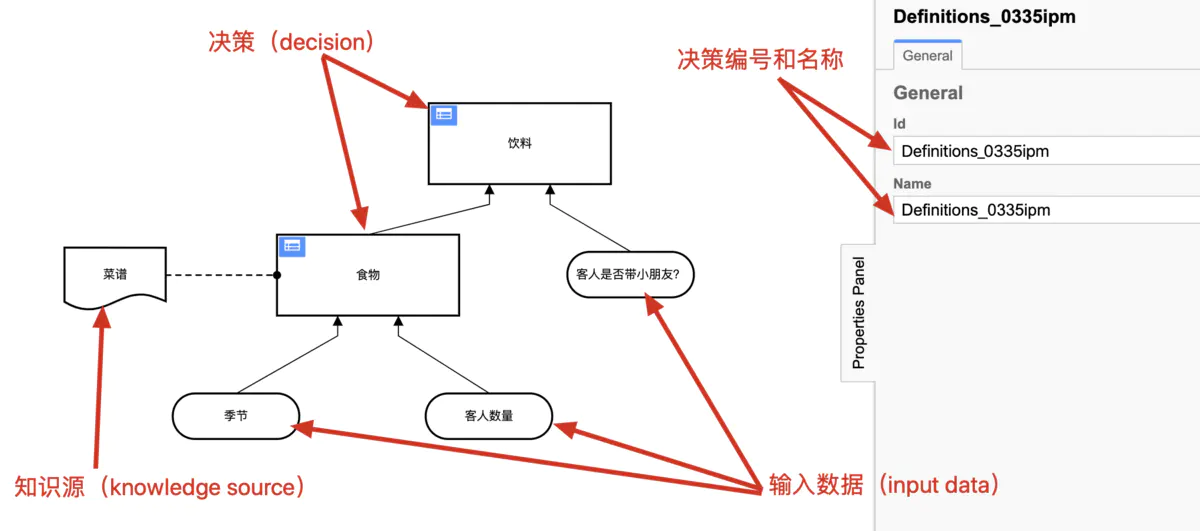 决策（decision）
饮料
菜谱
食物
客人是否带小朋友?
季节
客人数量
知识源（knowledge source）
输入数据（input data）
决策编号和名称
Definitions_0335ipm
General
General
Id
Definitions_0335ipm
Name
Definitions_0335ipm
Properties Panel